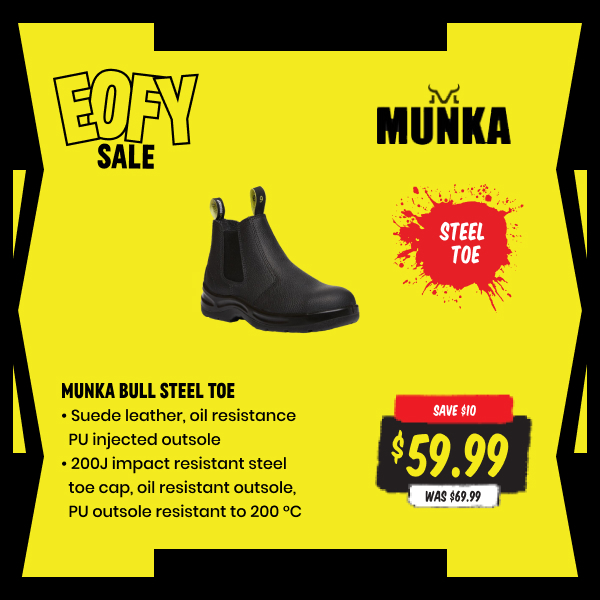 EOFY
SALE
MUNKA
STEEL
TOE
MUNKA BULL STEEL TOE
• Suede leather, oil resistance
PU injected outsole
• 200J impact resistant steel
toe cap, oil resistant outsole,
PU outsole resistant to 200 ºC
SAVE $10
$59.99
WAS $69.99